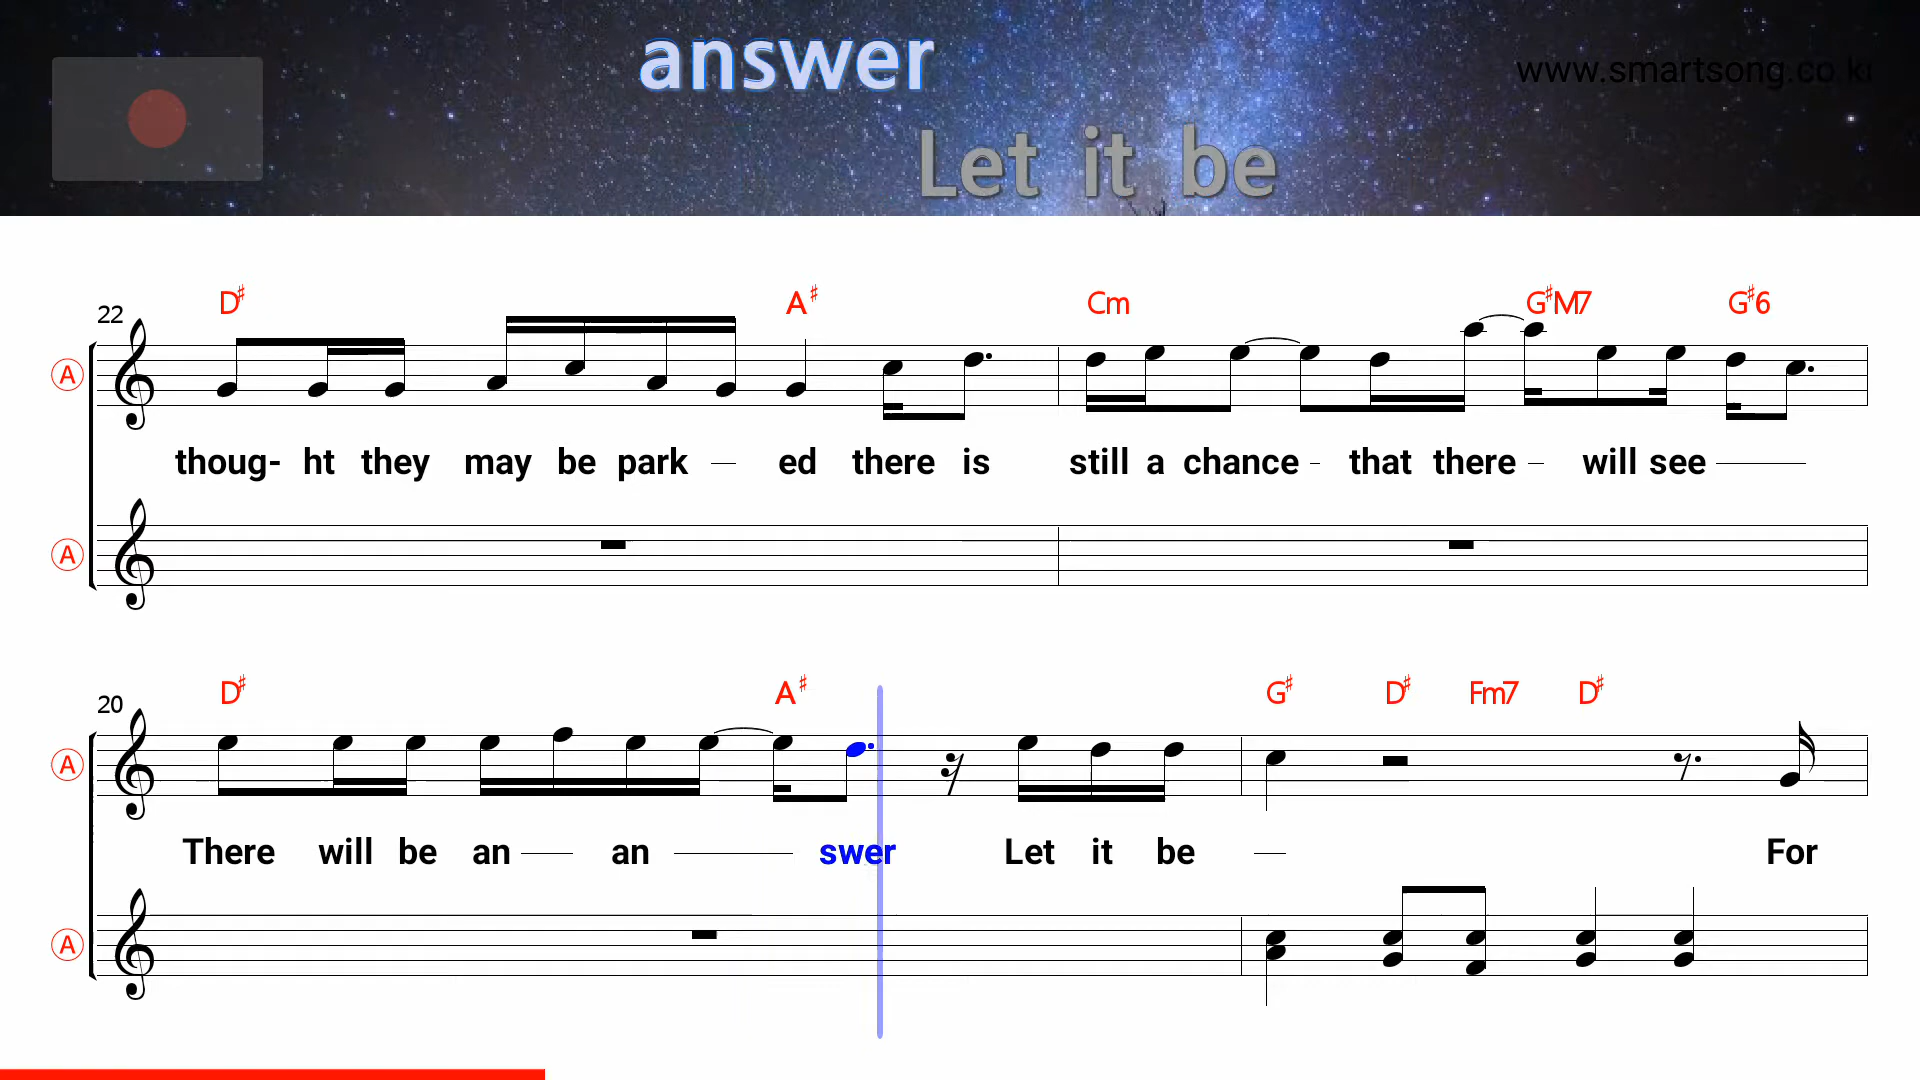 answer
www.smartsong.co.kr
Let it be
22
D♯ A♯ Cm G♯M7 G♯6
A
thoug- ht they may be park — ed there is still a chance - that there – will see —
A
20
D♯ A♯ G♯ D♯ Fm7 D♯
A
There will be an — an — swer Let it be — For
A